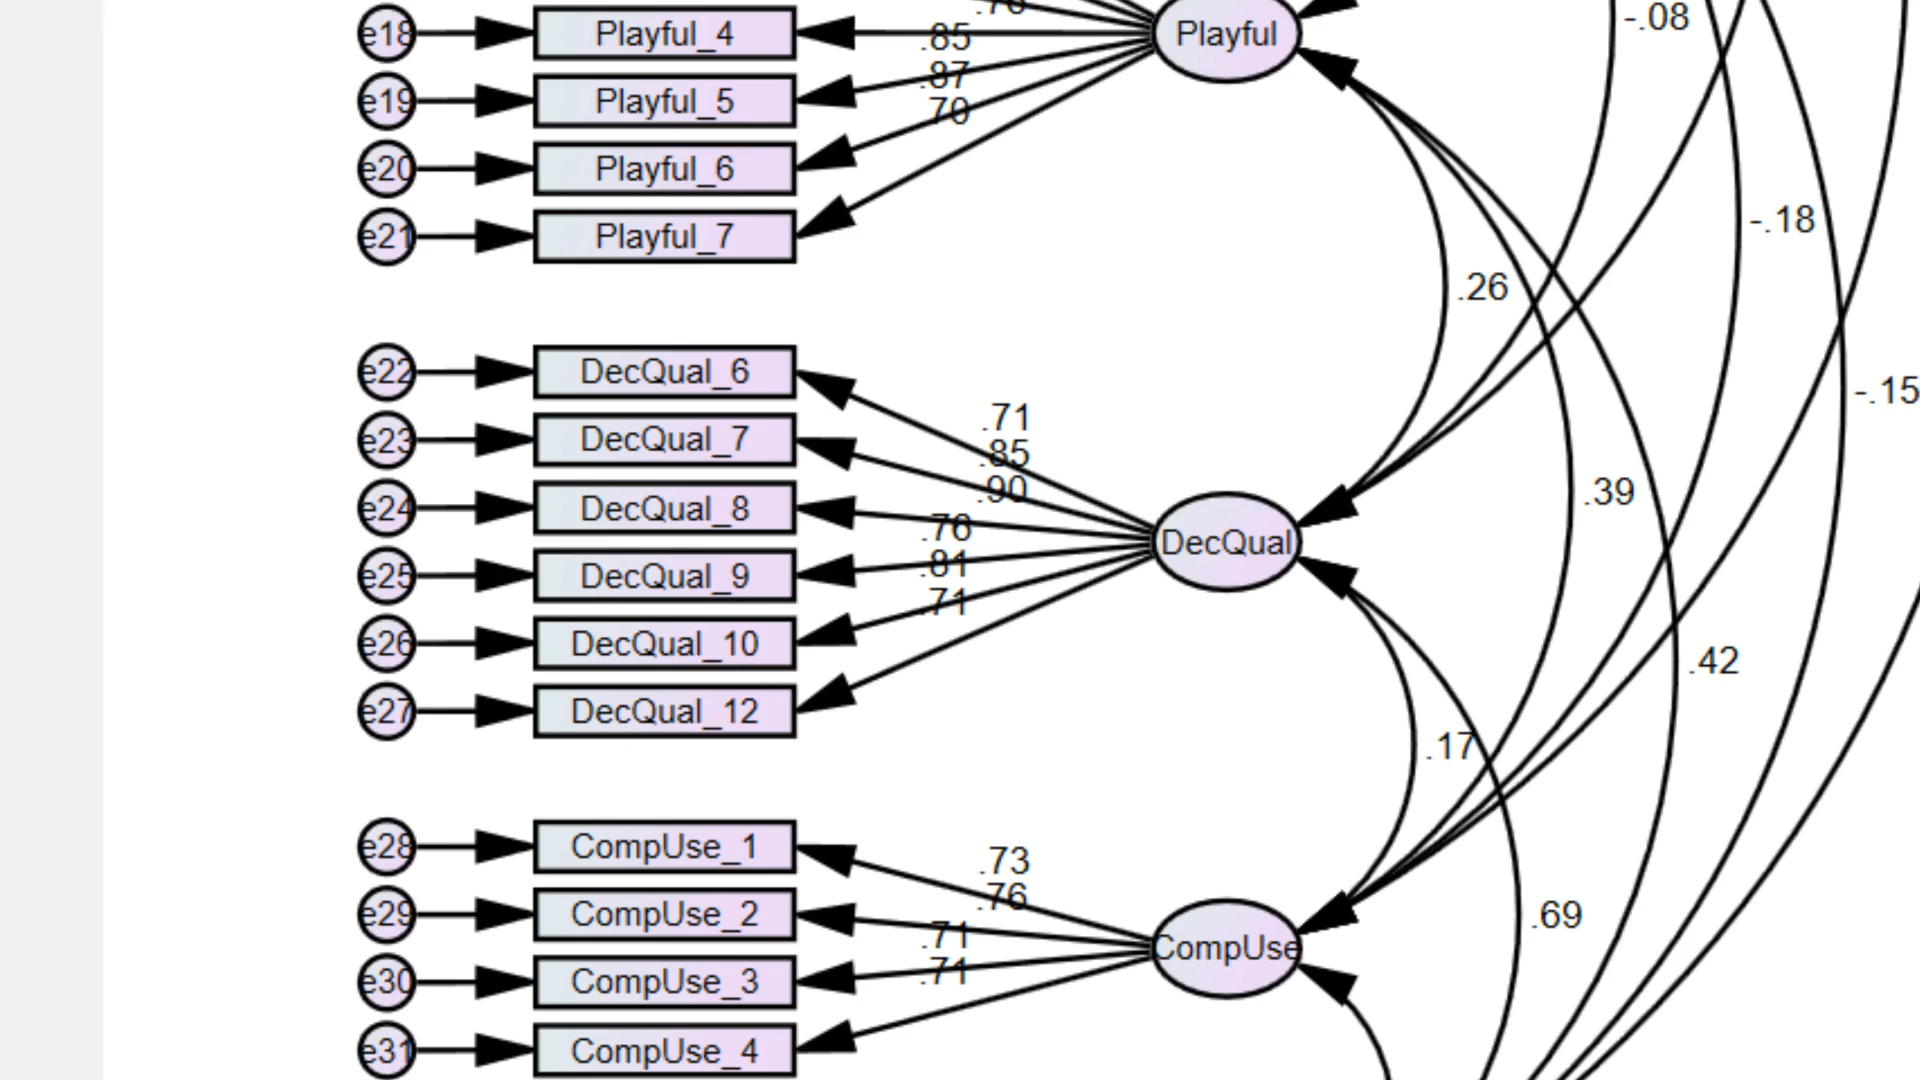 e18 Playful_4 .85 Playful -.08
e19 Playful_5 .87
.70
e20 Playful_6
e21 Playful_7 -.18
.26
e22 DecQual_6 .71 -.15
e23 DecQual_7 .85
e24 DecQual_8 .90 .39
.76
e25 DecQual_9 .81 DecQual
.71
e26 DecQual_10 .42
e27 DecQual_12 .17
e28 CompUse_1 .73
e29 CompUse_2 .76 .69
.71
e30 CompUse_3 .71 CompUse
e31 CompUse_4